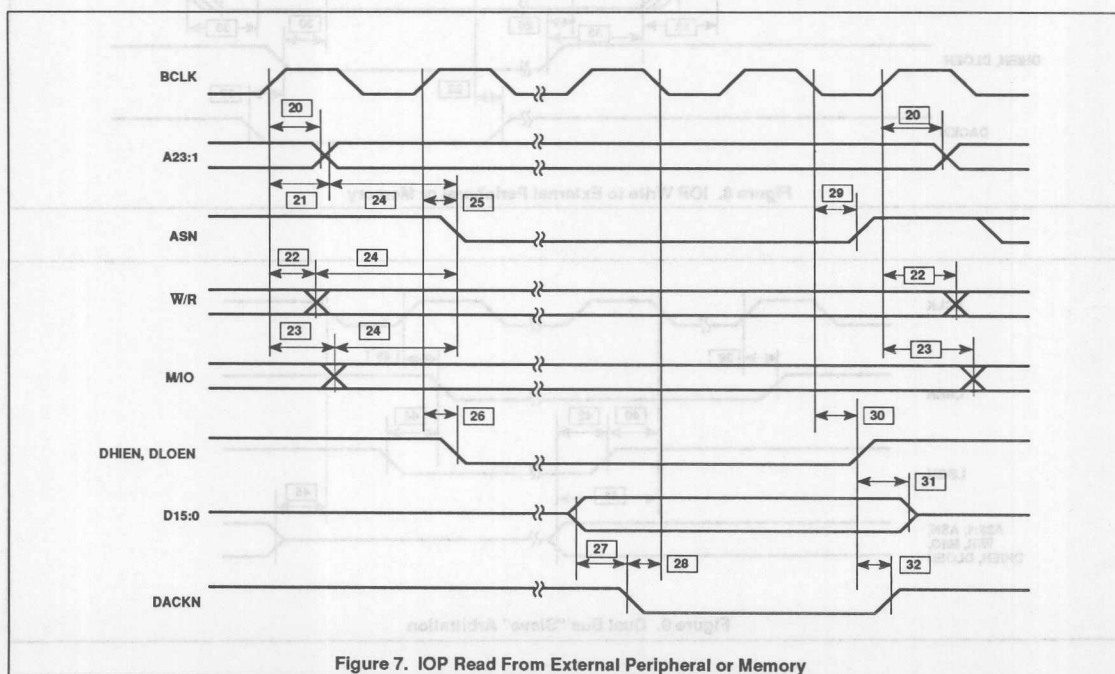 BCLK
20
20
A23:1
21
24
25
29
ASN
22
24
22
W̅/R
23
24
23
M/IO
26
30
DHIEN, DLOEN
31
D15:0
27
28
32
DACKN
Figure 7. IOP Read From External Peripheral or Memory